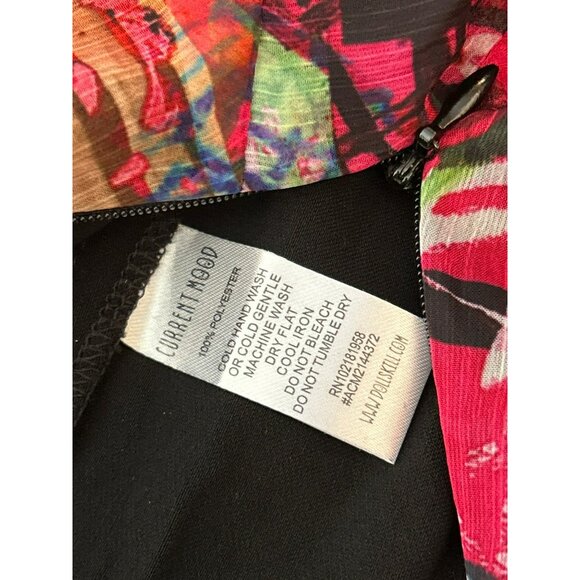 CURRENT MOOD
100% POLYESTER
COLD HAND WASH
OR COLD GENTLE
MACHINE WASH
DRY FLAT
COOL IRON
DO NOT BLEACH
DO NOT TUMBLE DRY
RN102181958
#ACM2144372
WWW.DOLLSKILL.COM